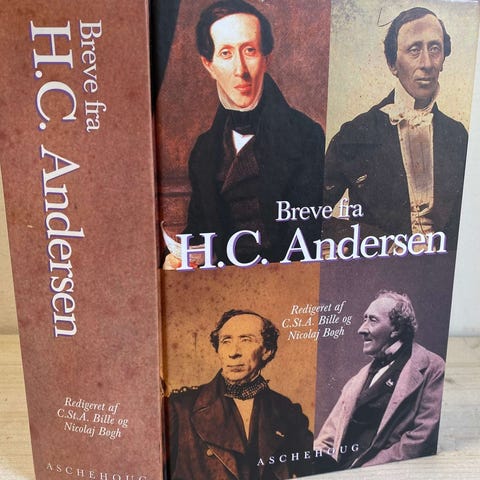 Breve fra
H.C. Andersen
Redigeret af
C.St.A. Bille og
Nicolaj Bøgh
ASCHEHOUG
Breve fra
H.C. Andersen
Redigeret af
C.St.A. Bille og
Nicolaj Bøgh
ASCHEHOUG